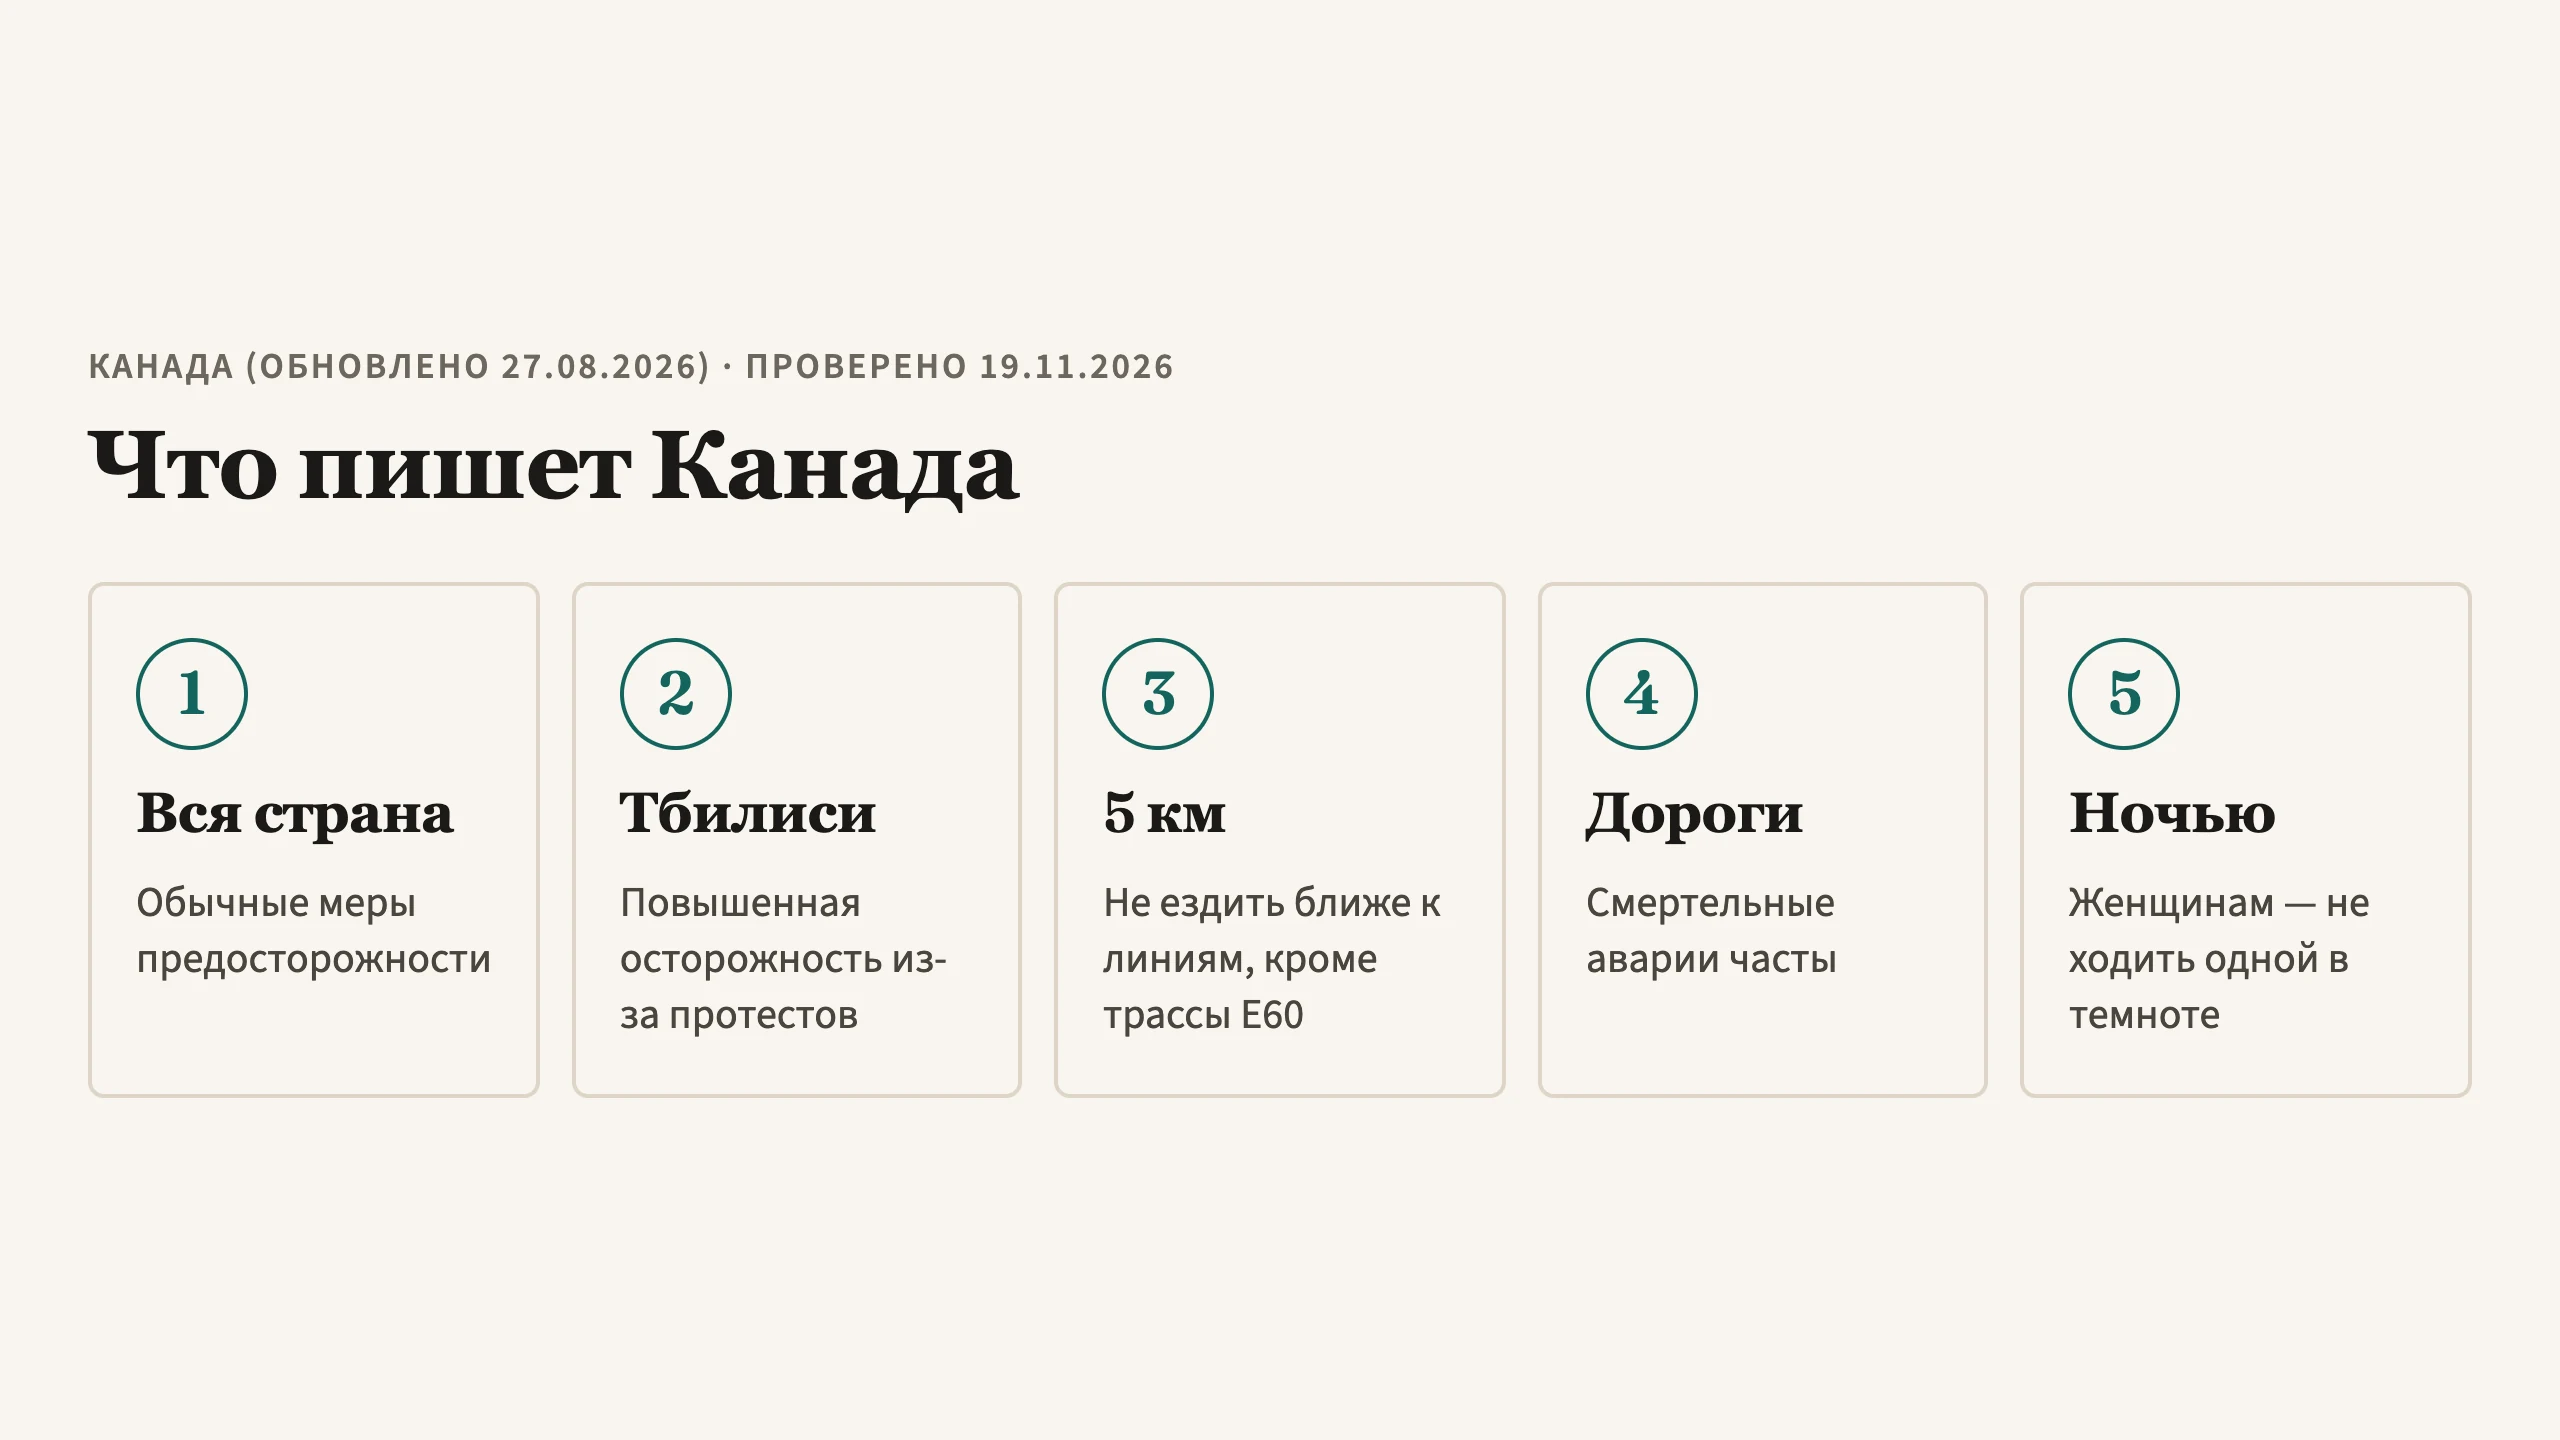 КАНАДА (ОБНОВЛЕНО 27.08.2026) · ПРОВЕРЕНО 19.11.2026
Что пишет Канада
1
Вся страна
Обычные меры
предосторожности
2
Тбилиси
Повышенная
осторожность из-
за протестов
3
5 км
Не ездить ближе к
линиям, кроме
трассы E60
4
Дороги
Смертельные
аварии часты
5
Ночью
Женщинам — не
ходить одной в
темноте